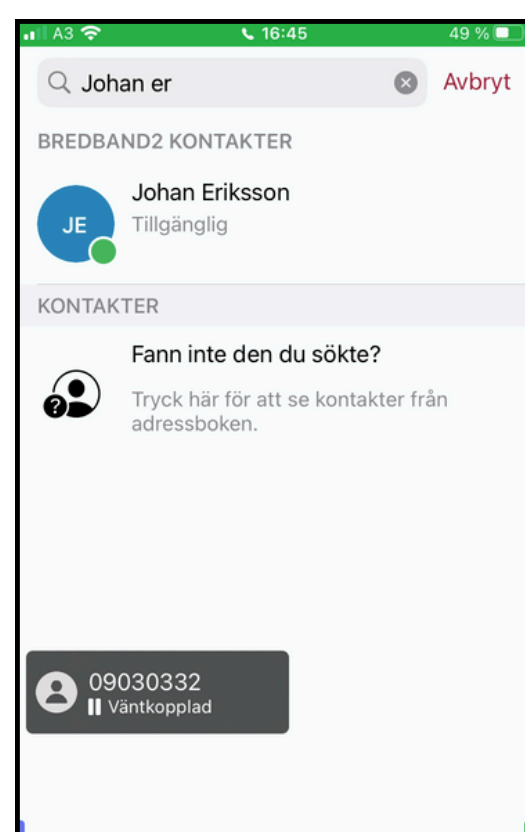 A3 16:45 49 %
Johan er Avbryt
BREDBAND2 KONTAKTER
Johan Eriksson
JE
Tillgänglig
KONTAKTER
Fann inte den du sökte?
?
Tryck här för att se kontakter från
adressboken.
09030332
Väntkopplad